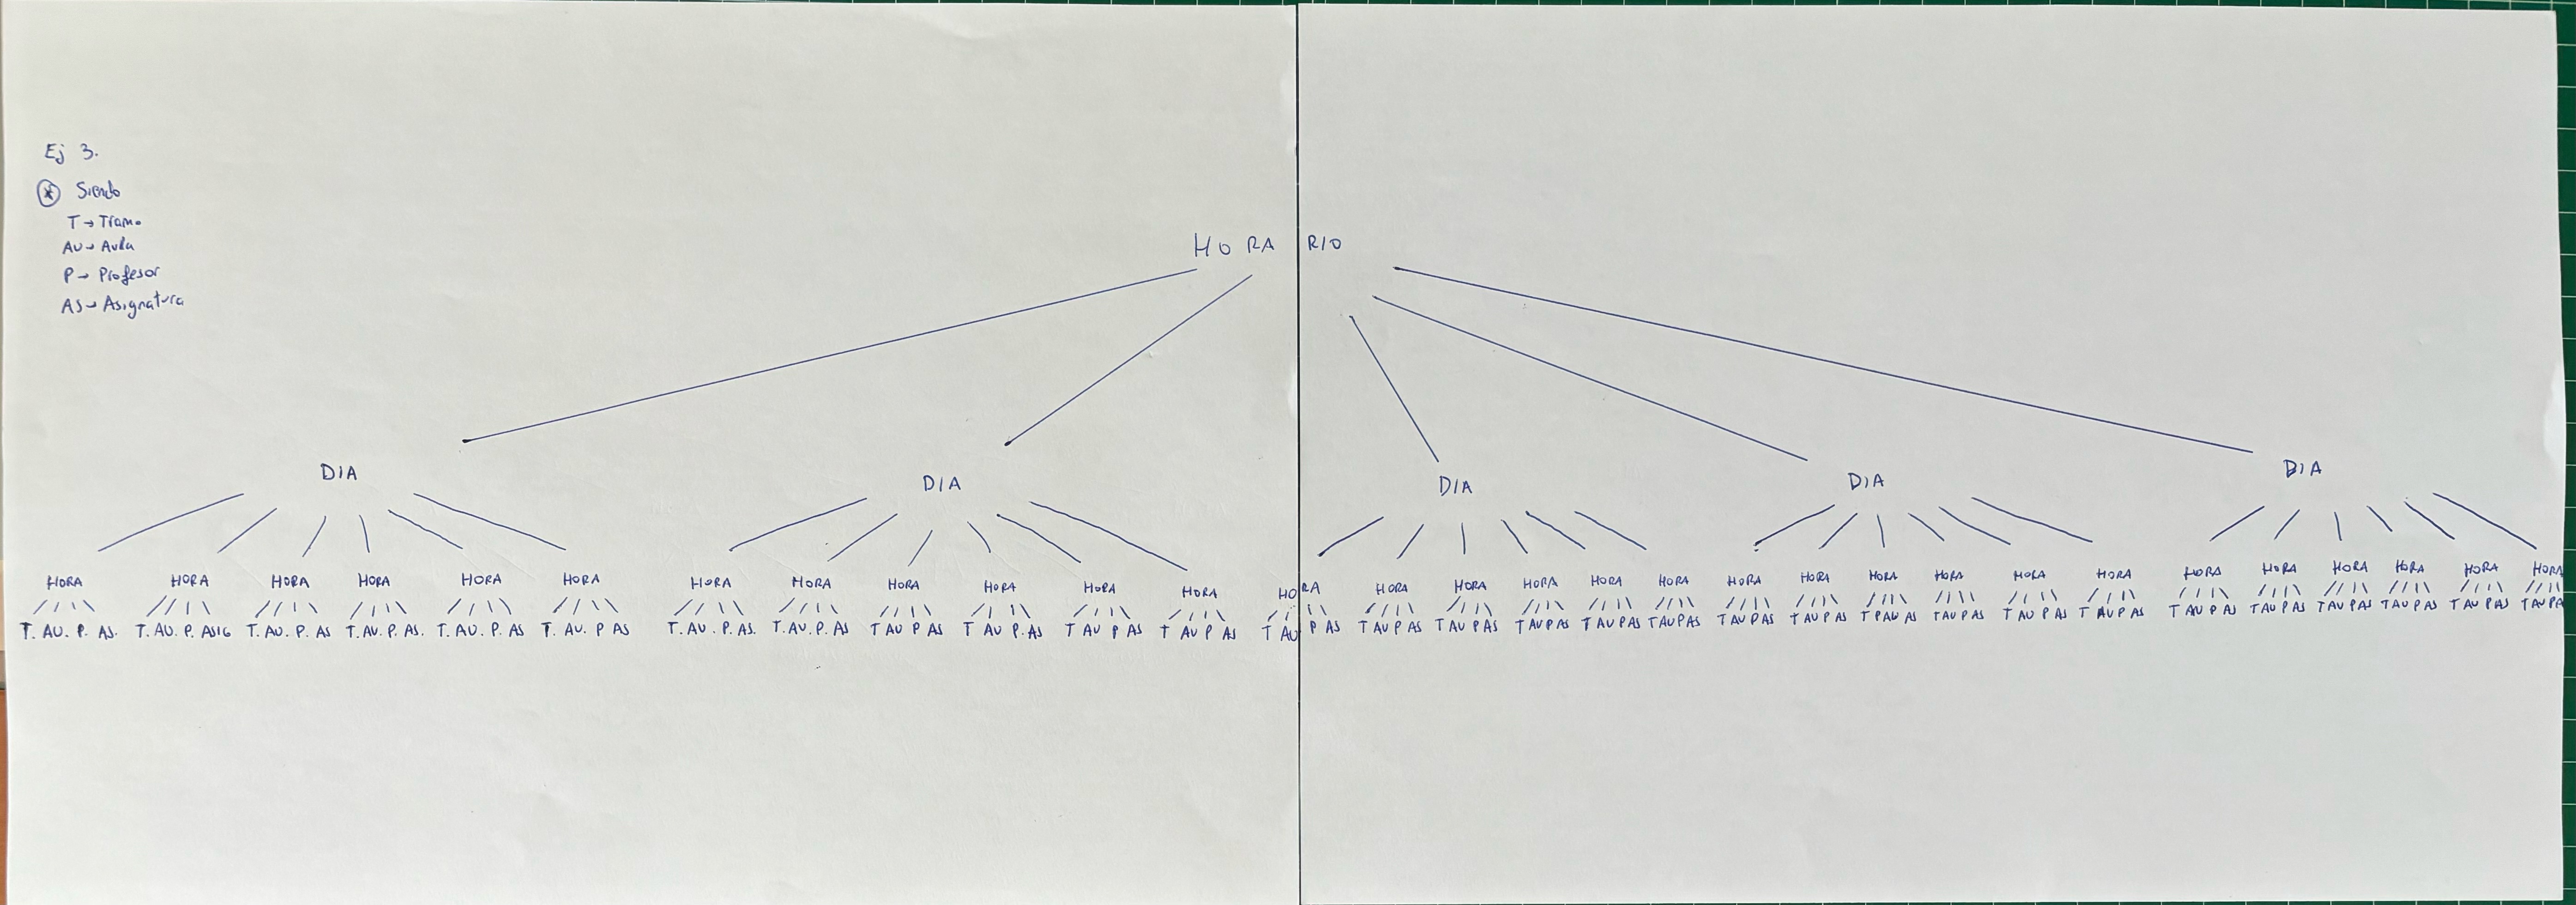 Ej 3.
* Siendo
T → Tramo
AU → Aula
P → Profesor
AS → Asignatura
HORARIO
DIA DIA DIA DIA DIA
HORA HORA HORA HORA HORA HORA HORA HORA HORA HORA HORA HORA HORA HORA HORA HORA HORA HORA HORA HORA HORA HORA HORA HORA HORA HORA HORA HORA HORA HORA
T. AU. P. AS. T. AU. P. ASIG T. AU. P. AS T. AU. P. AS. T. AU. P. AS T. AU. P AS T. AU. P. AS. T. AU. P. AS T AU P AS T AU P. AS T AU P AS T AU P AS T AU P AS T AU P AS T AU P AS T AU P AS T AU P AS T AU P AS T AU P AS T AU P AS T P AU AS T AU P AS T AU P AS T AU P AS T AU P AS T AU P AS T AU P AS T AU P AS T AU P AS T AU P A